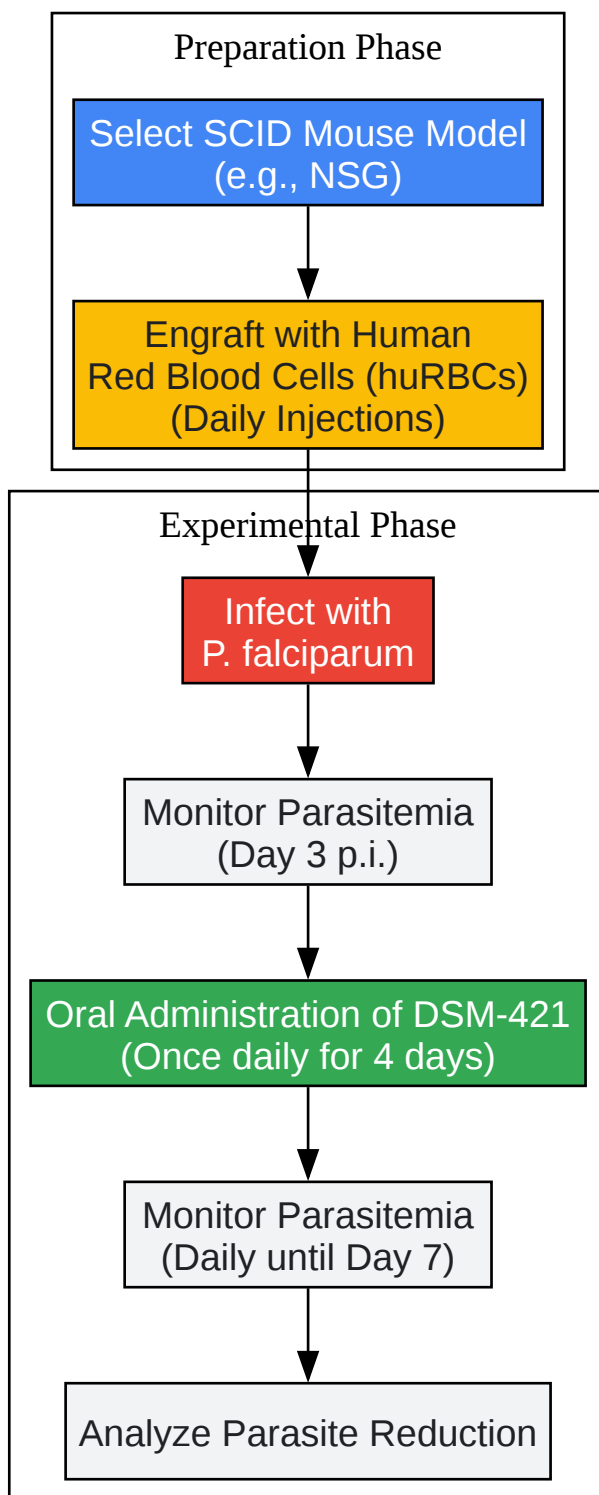 Preparation Phase
Select SCID Mouse Model
(e.g., NSG)
Engraft with Human
Red Blood Cells (huRBCs)
(Daily Injections)
Experimental Phase
Infect with
P. falciparum
Monitor Parasitemia
(Day 3 p.i.)
Oral Administration of DSM-421
(Once daily for 4 days)
Monitor Parasitemia
(Daily until Day 7)
Analyze Parasite Reduction